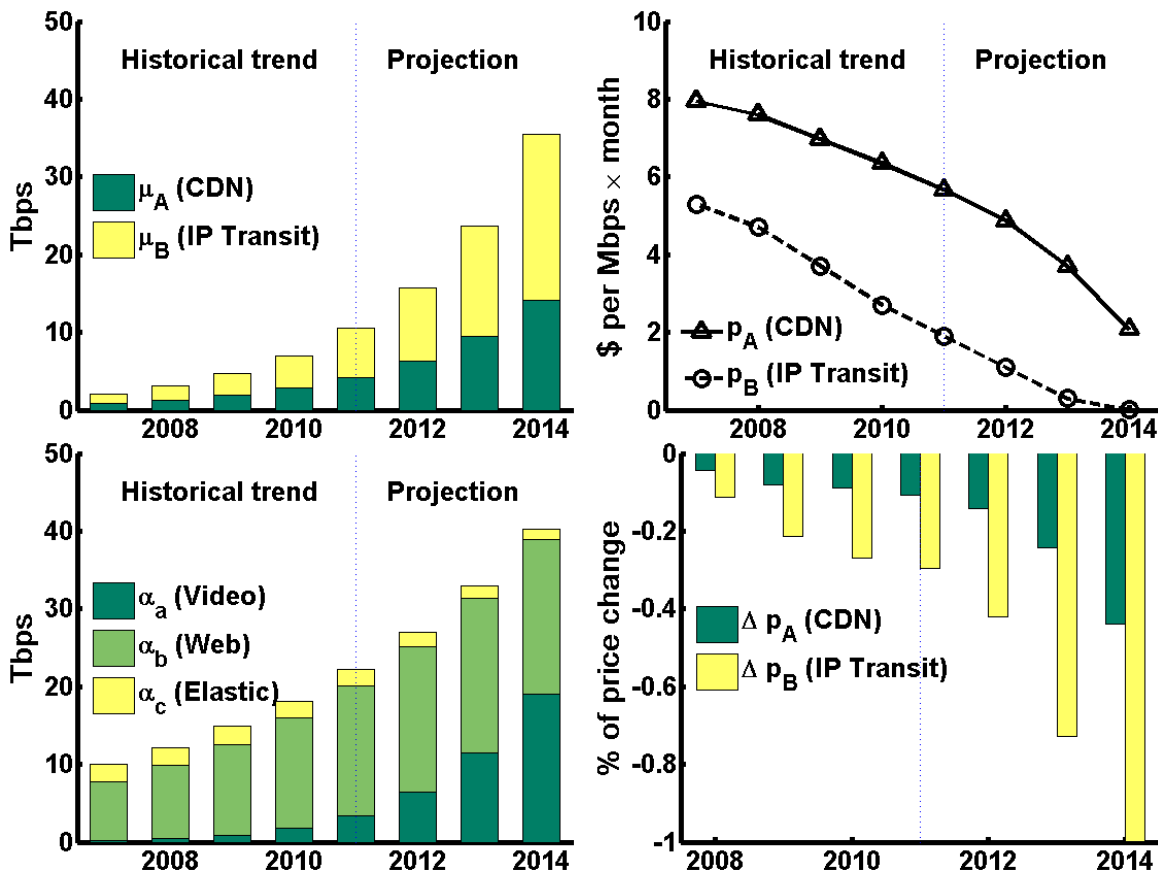 50
40
30
20
10
0
Tbps
Historical trend
Projection
μA (CDN)
μB (IP Transit)
2008
2010
2012
2014
10
8
6
4
2
0
$ per Mbps × month
Historical trend
Projection
pA (CDN)
pB (IP Transit)
2008
2010
2012
2014
50
40
30
20
10
0
Tbps
Historical trend
Projection
αa (Video)
αb (Web)
αc (Elastic)
2008
2010
2012
2014
0
-0.2
-0.4
-0.6
-0.8
-1
% of price change
Δ pA (CDN)
Δ pB (IP Transit)
2008
2010
2012
2014